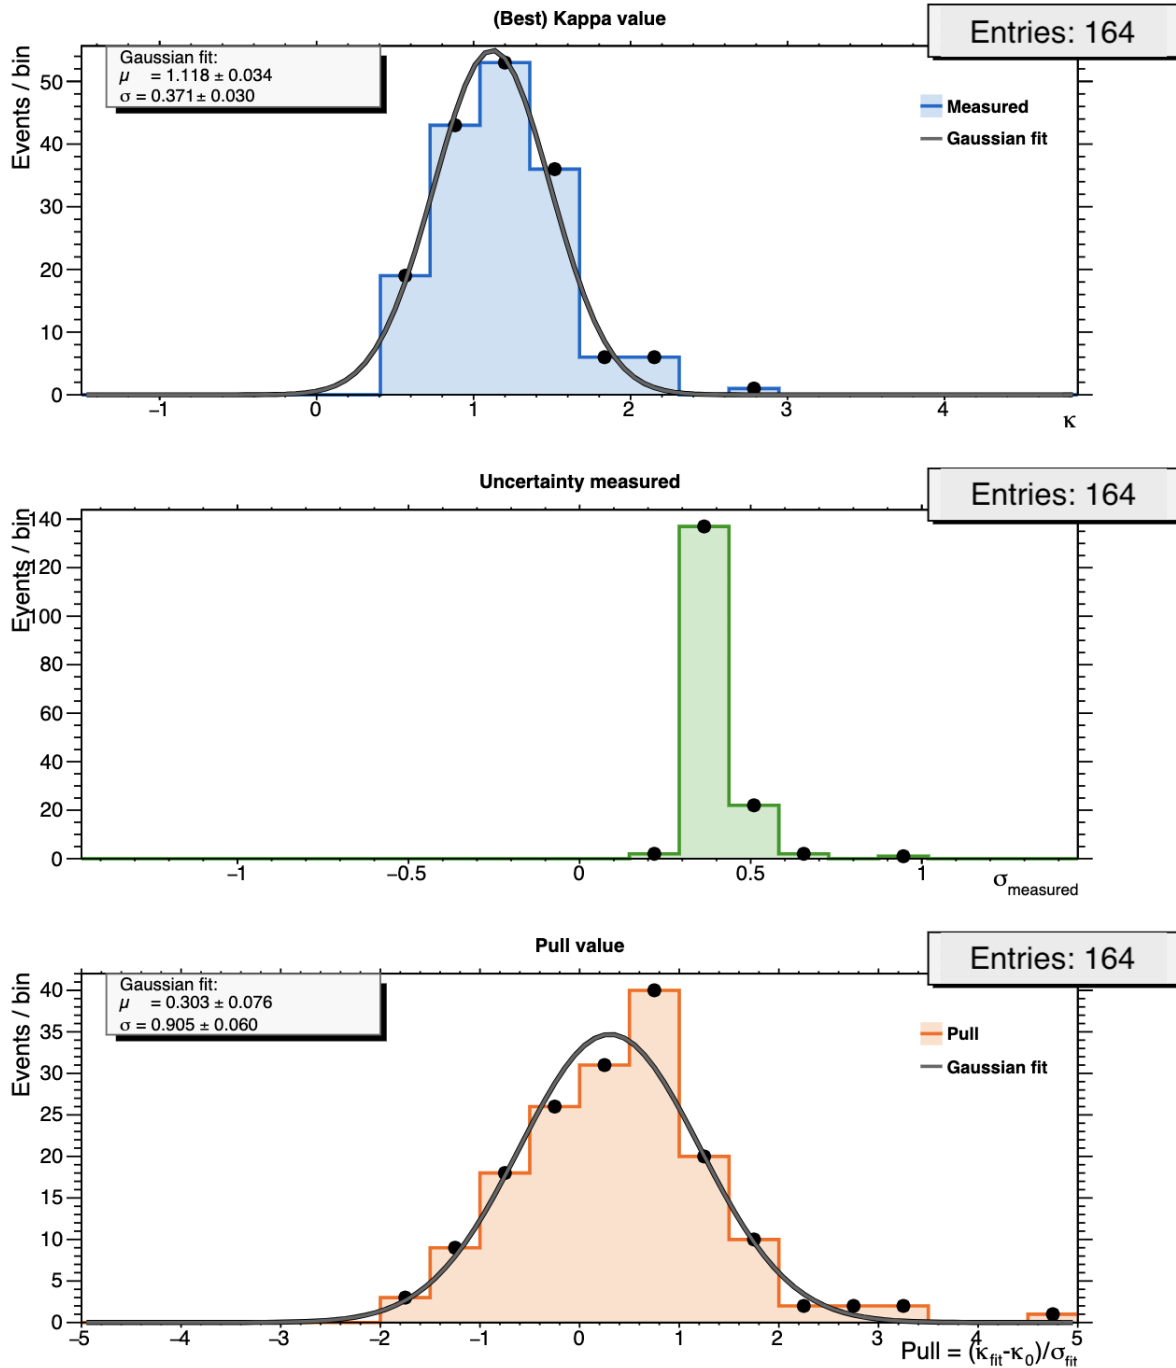 (Best) Kappa value
Entries: 164
Events / bin
Gaussian fit:
μ = 1.118 ± 0.034
σ = 0.371 ± 0.030
Measured
Gaussian fit
50
40
30
20
10
0
−1 0 1 2 3 4
κ
Uncertainty measured
Entries: 164
Events / bin
140
120
100
80
60
40
20
0
−1 −0.5 0 0.5 1
σmeasured
Pull value
Entries: 164
Events / bin
Gaussian fit:
μ = 0.303 ± 0.076
σ = 0.905 ± 0.060
Pull
Gaussian fit
40
35
30
25
20
15
10
5
0
−5 −4 −3 −2 −1 0 1 2 3 4 5
Pull = (κfit-κ0)/σfit